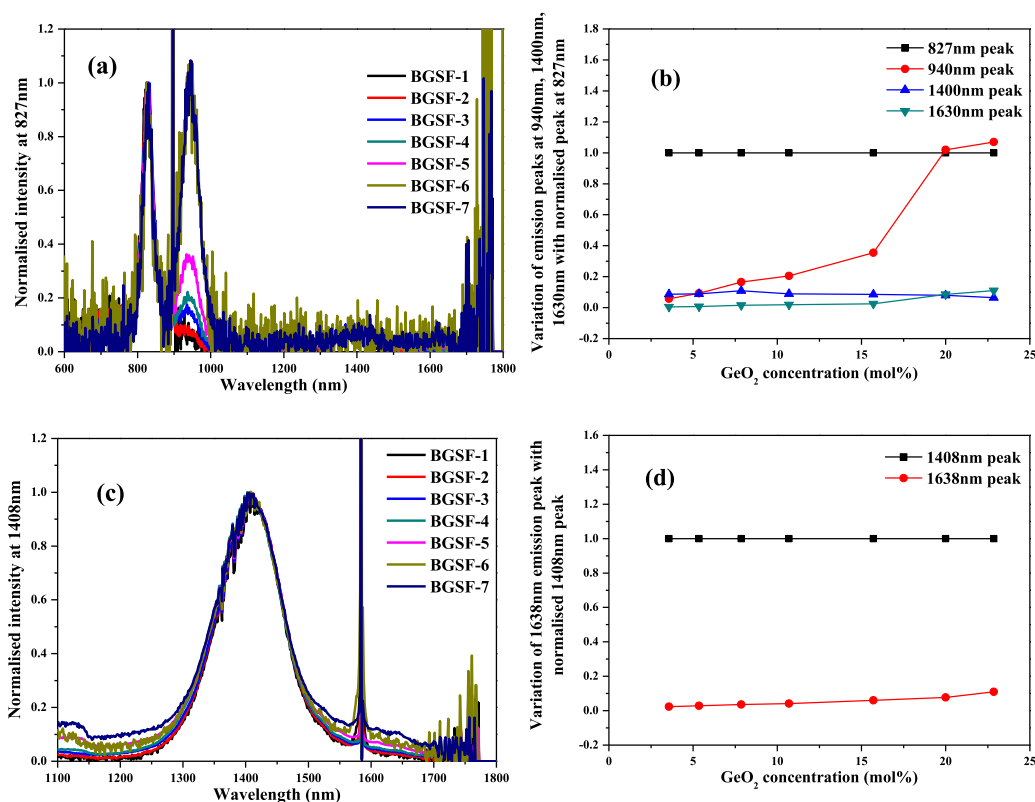 (a)
BGSF-1
BGSF-2
BGSF-3
BGSF-4
BGSF-5
BGSF-6
BGSF-7
Normalised intensity at 827nm
1.2
1.0
0.8
0.6
0.4
0.2
0.0
600 800 1000 1200 1400 1600 1800
Wavelength (nm)
(b)
827nm peak
940nm peak
1400nm peak
1630nm peak
Variation of emission peaks at 940nm, 1400nm,
1630nm with normalised peak at 827nm
1.8
1.6
1.4
1.2
1.0
0.8
0.6
0.4
0.2
0.0
-0.2
0 5 10 15 20 25
GeO2 concentration (mol%)
(c)
BGSF-1
BGSF-2
BGSF-3
BGSF-4
BGSF-5
BGSF-6
BGSF-7
Normalised intensity at 1408nm
1.2
1.0
0.8
0.6
0.4
0.2
0.0
1100 1200 1300 1400 1500 1600 1700 1800
Wavelength (nm)
(d)
1408nm peak
1638nm peak
Variation of 1638nm emission peak with
normalised 1408nm peak
1.6
1.4
1.2
1.0
0.8
0.6
0.4
0.2
0.0
-0.2
0 5 10 15 20 25
GeO2 concentration (mol%)